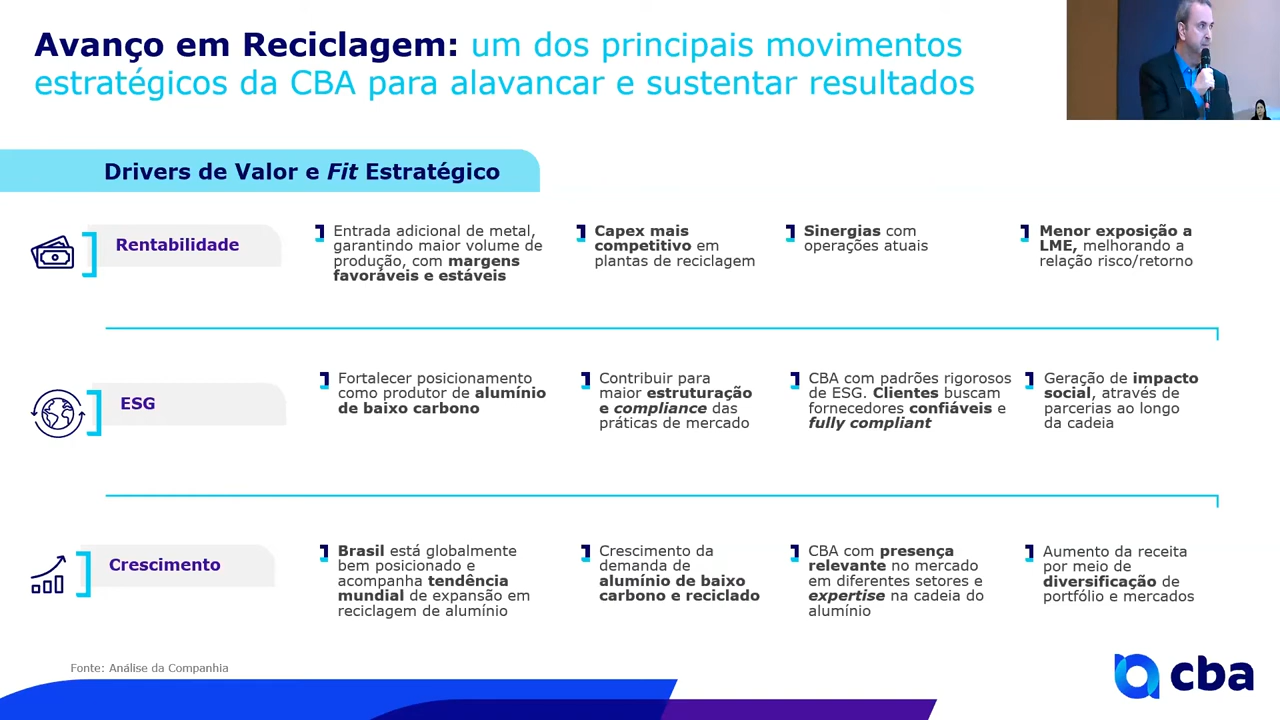 Avanço em Reciclagem: um dos principais movimentos
estratégicos da CBA para alavancar e sustentar resultados
Drivers de Valor e Fit Estratégico
Rentabilidade
Entrada adicional de metal,
garantindo maior volume de
produção, com margens
favoráveis e estáveis
Capex mais
competitivo em
plantas de reciclagem
Sinergias com
operações atuais
Menor exposição a
LME, melhorando a
relação risco/retorno
ESG
Fortalecer posicionamento
como produtor de alumínio
de baixo carbono
Contribuir para
maior estruturação
e compliance das
práticas de mercado
CBA com padrões rigorosos
de ESG. Clientes buscam
fornecedores confiáveis e
fully compliant
Geração de impacto
social, através de
parcerias ao longo
da cadeia
Crescimento
Brasil está globalmente
bem posicionado e
acompanha tendência
mundial de expansão em
reciclagem de alumínio
Crescimento da
demanda de
alumínio de baixo
carbono e reciclado
CBA com presença
relevante no mercado
em diferentes setores e
expertise na cadeia do
alumínio
Aumento da receita
por meio de
diversificação de
portfólio e mercados
Fonte: Análise da Companhia
cba